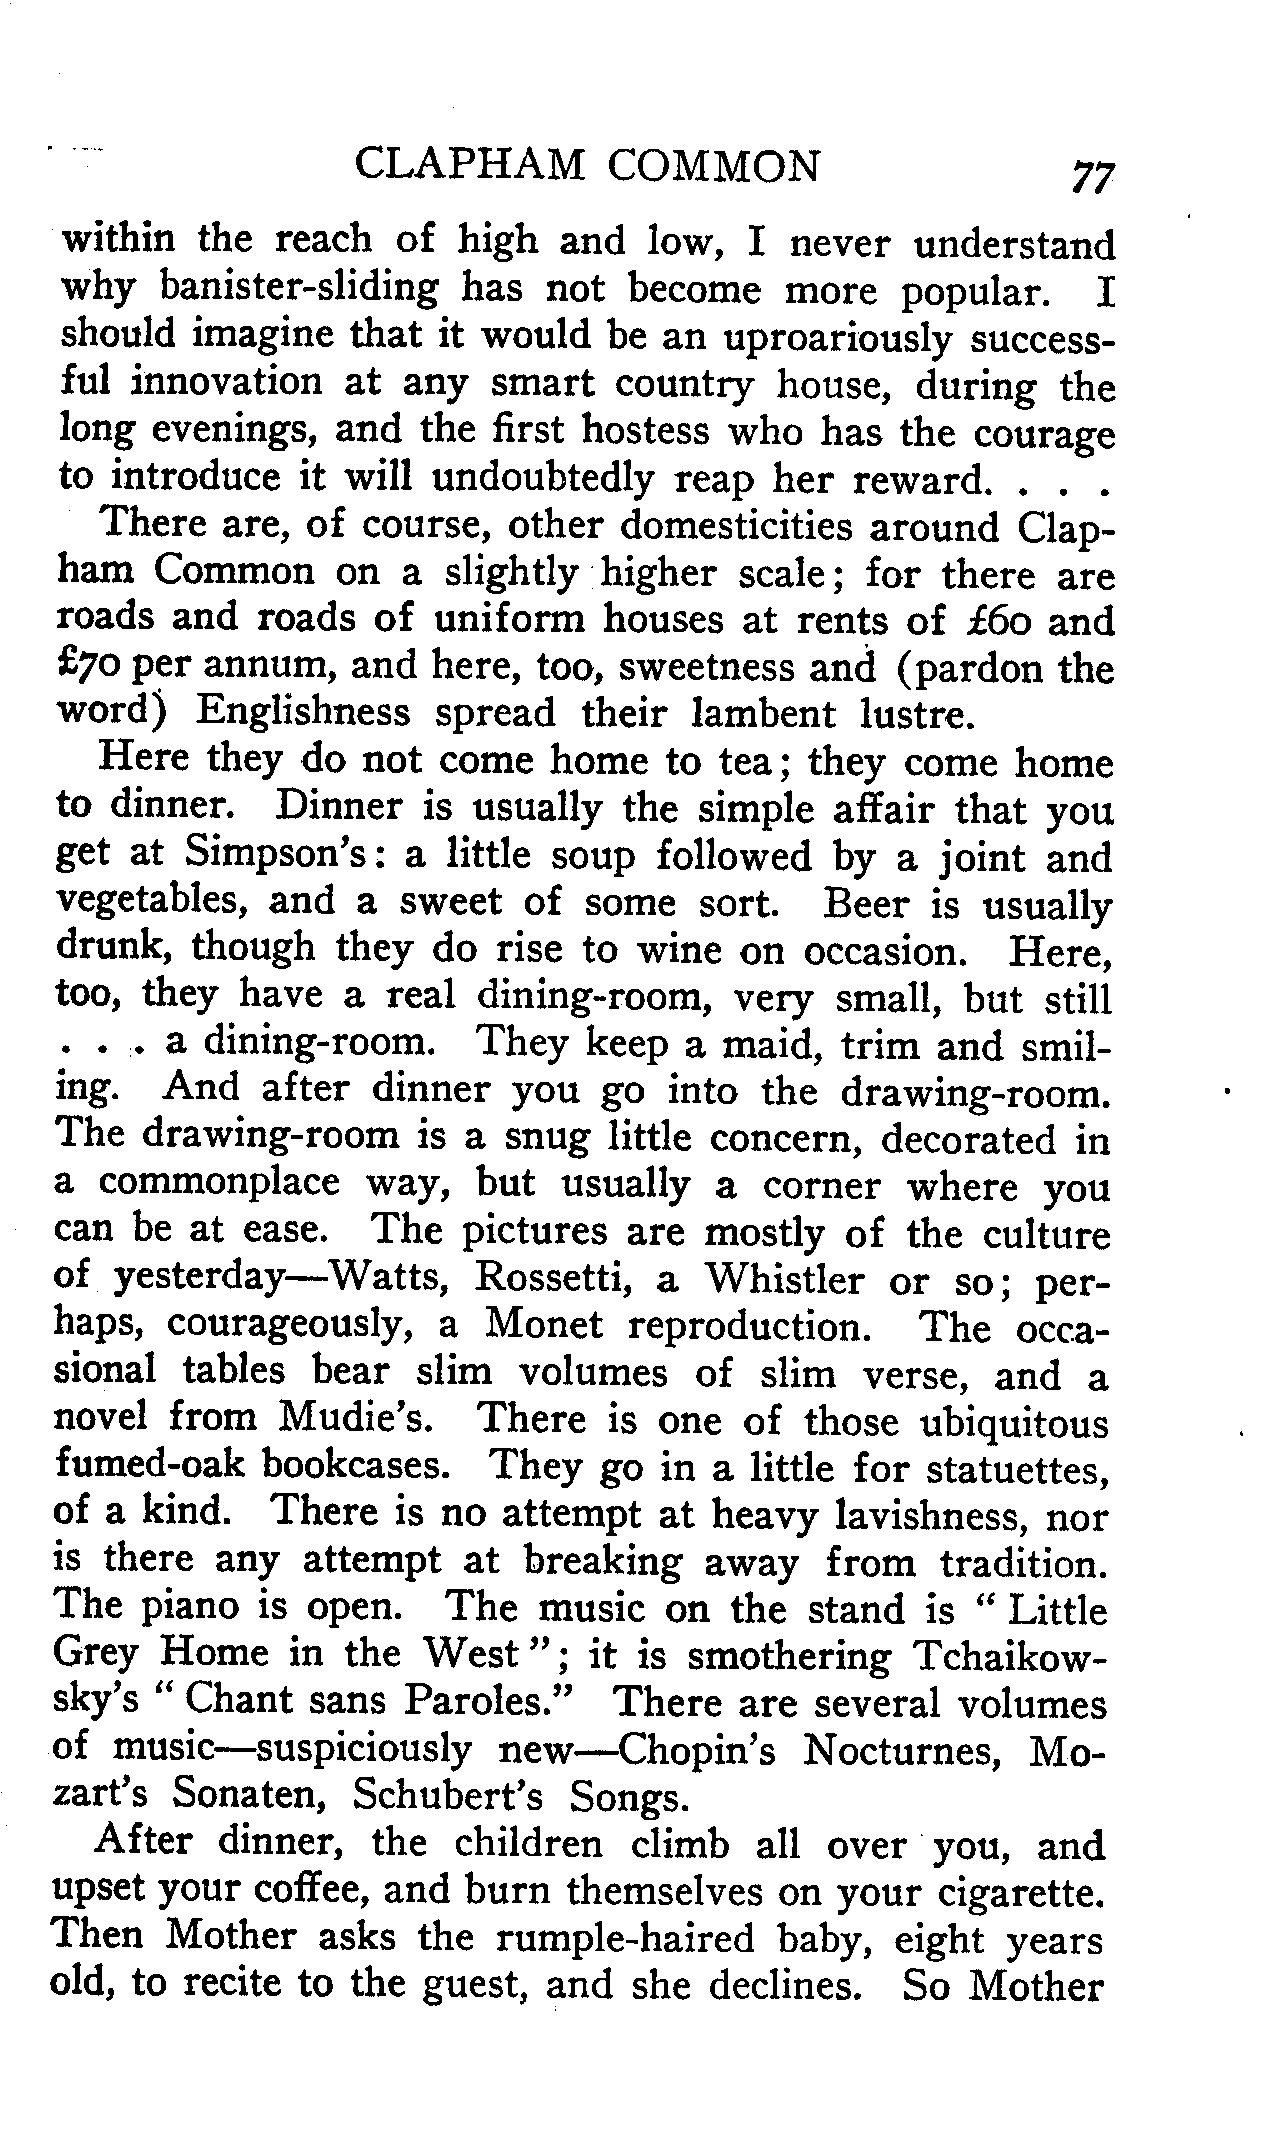 CLAPHAM COMMON 77
within the reach of high and low, I never understand
why banister-sliding has not become more popular. I
should imagine that it would be an uproariously success-
ful innovation at any smart country house, during the
long evenings, and the first hostess who has the courage
to introduce it will undoubtedly reap her reward. . . .
There are, of course, other domesticities around Clap-
ham Common on a slightly higher scale; for there are
roads and roads of uniform houses at rents of £60 and
£70 per annum, and here, too, sweetness and (pardon the
word) Englishness spread their lambent lustre.
Here they do not come home to tea; they come home
to dinner. Dinner is usually the simple affair that you
get at Simpson's: a little soup followed by a joint and
vegetables, and a sweet of some sort. Beer is usually
drunk, though they do rise to wine on occasion. Here,
too, they have a real dining-room, very small, but still
. . . a dining-room. They keep a maid, trim and smil-
ing. And after dinner you go into the drawing-room.
The drawing-room is a snug little concern, decorated in
a commonplace way, but usually a corner where you
can be at ease. The pictures are mostly of the culture
of yesterday—Watts, Rossetti, a Whistler or so; per-
haps, courageously, a Monet reproduction. The occa-
sional tables bear slim volumes of slim verse, and a
novel from Mudie's. There is one of those ubiquitous
fumed-oak bookcases. They go in a little for statuettes,
of a kind. There is no attempt at heavy lavishness, nor
is there any attempt at breaking away from tradition.
The piano is open. The music on the stand is " Little
Grey Home in the West "; it is smothering Tchaikow-
sky's " Chant sans Paroles." There are several volumes
of music—suspiciously new—Chopin's Nocturnes, Mo-
zart's Sonaten, Schubert's Songs.
After dinner, the children climb all over you, and
upset your coffee, and burn themselves on your cigarette.
Then Mother asks the rumple-haired baby, eight years
old, to recite to the guest, and she declines. So Mother